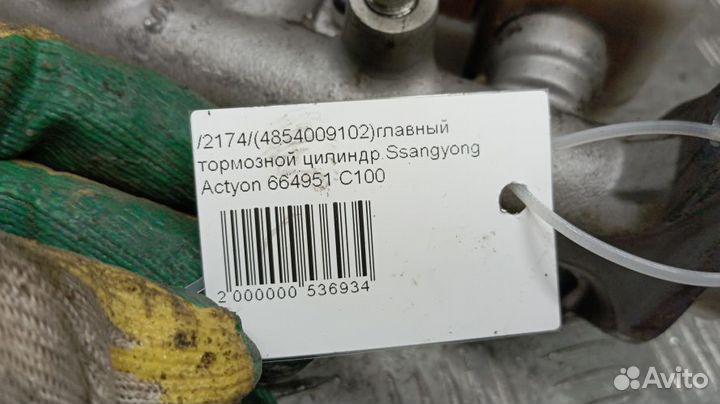 /2174/(4854009102)главный
тормозной цилиндр Ssangyong
Actyon 664951 C100
2 000000 536934
Avito